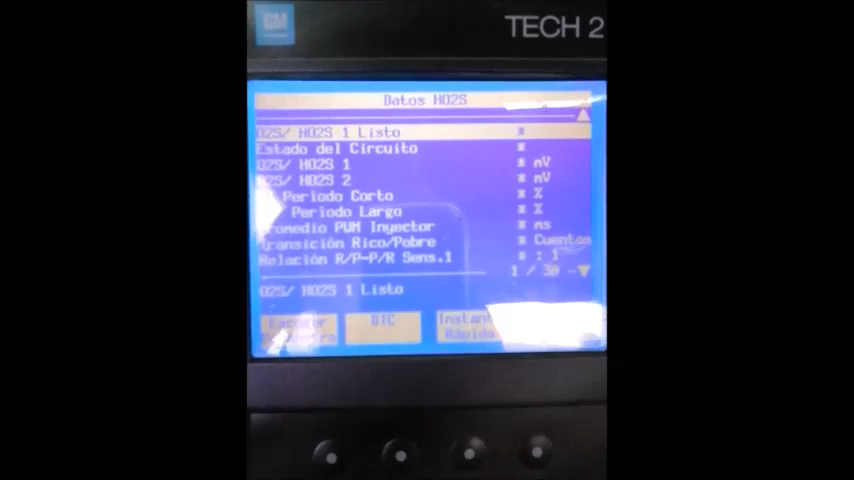 GM
TECH 2
Datos HO2S
O2S/ HO2S 1 Listo *
Estado del Circuito *
O2S/ HO2S 1 * mV
O2S/ HO2S 2 * mV
Periodo Corto * %
Periodo Largo * %
Promedio PWM Inyector * ms
Transición Rico/Pobre * Cuentas
Relación R/P-P/R Sens.1 * : 1
1 / 30
O2S/ HO2S 1 Listo
DTC
Rápida